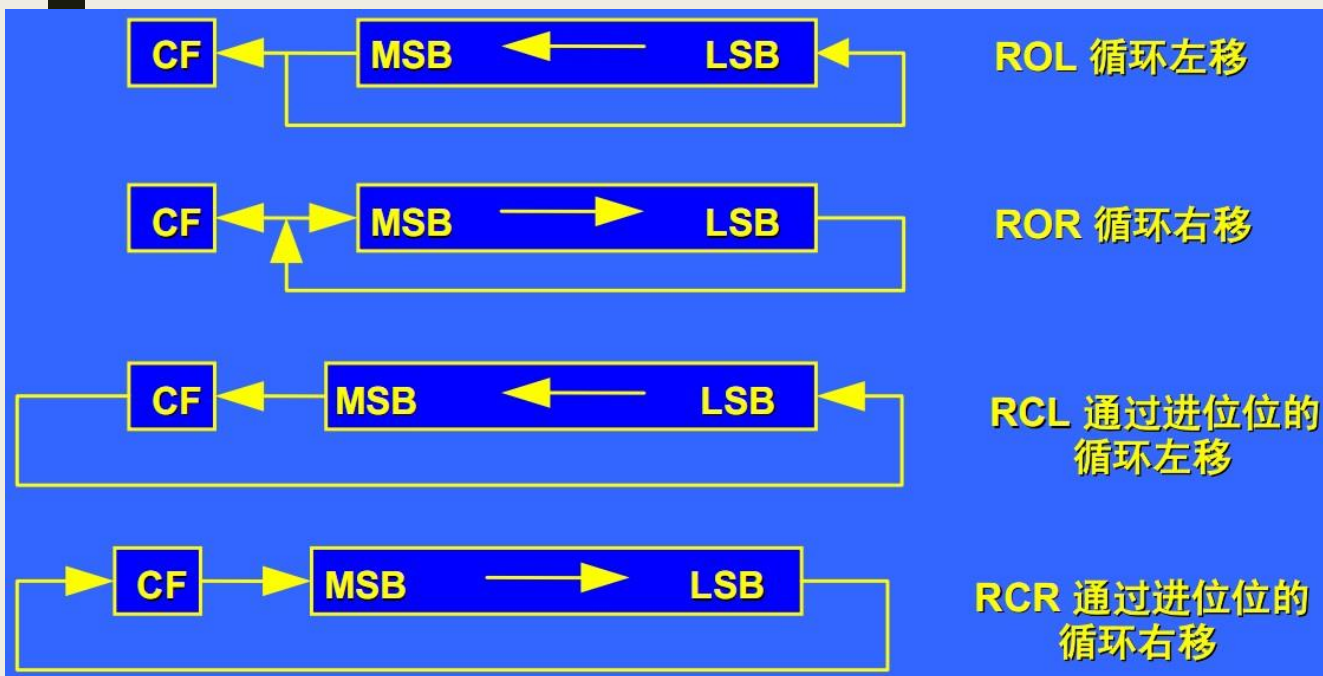 CF MSB LSB ROL 循环左移
CF MSB LSB ROR 循环右移
CF MSB LSB RCL 通过进位位的
循环左移
CF MSB LSB RCR 通过进位位的
循环右移